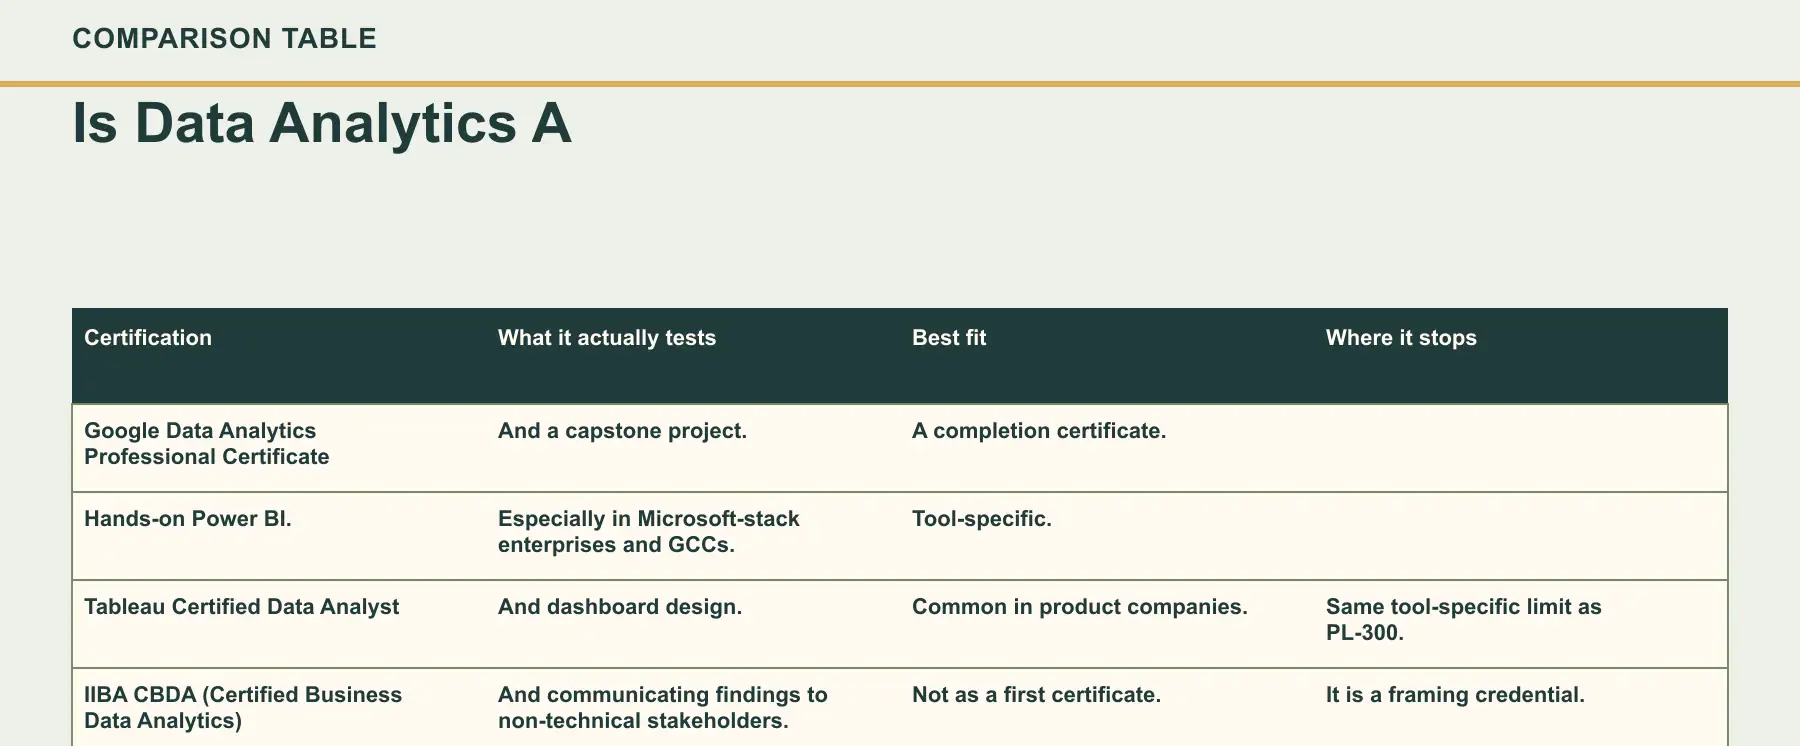 COMPARISON TABLE
Is Data Analytics A
Certification
What it actually tests
Best fit
Where it stops
Google Data Analytics
Professional Certificate
And a capstone project.
A completion certificate.
Hands-on Power BI.
Especially in Microsoft-stack
enterprises and GCCs.
Tool-specific.
Tableau Certified Data Analyst
And dashboard design.
Common in product companies.
Same tool-specific limit as
PL-300.
IIBA CBDA (Certified Business
Data Analytics)
And communicating findings to
non-technical stakeholders.
Not as a first certificate.
It is a framing credential.